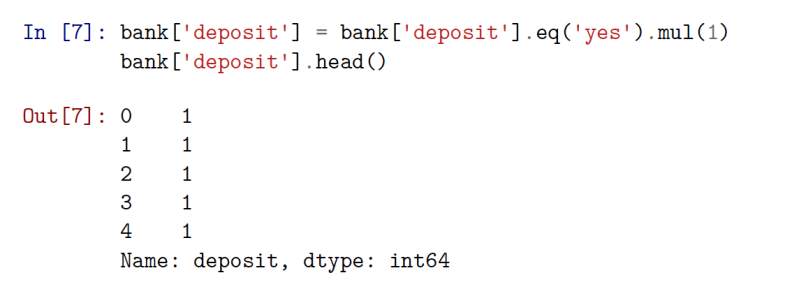 In [7]: bank['deposit'] = bank['deposit'].eq('yes').mul(1)
bank['deposit'].head()
Out[7]: 0 1
1 1
2 1
3 1
4 1
Name: deposit, dtype: int64